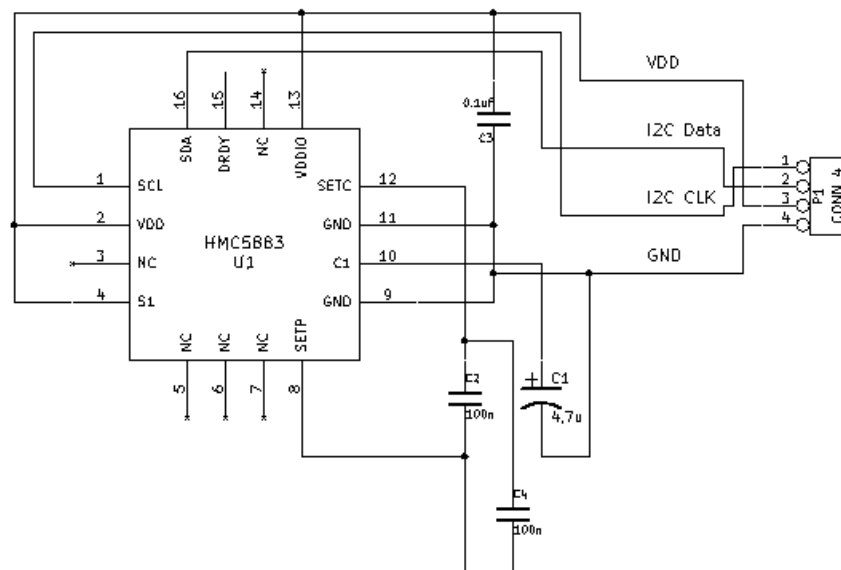 VDD
0.1uf
C3
I2C Data
I2C CLK
GND
1
2
3
4
P1
CONN_4
16
15
14
13
SDA
DRDY
NC
VDDIO
1
SCL
2
VDD
3
NC
4
S1
HMC5883
U1
SETC
12
GND
11
C1
10
GND
9
NC
NC
NC
SETP
5
6
7
8
C2
100n
C1
4.7u
C4
100n